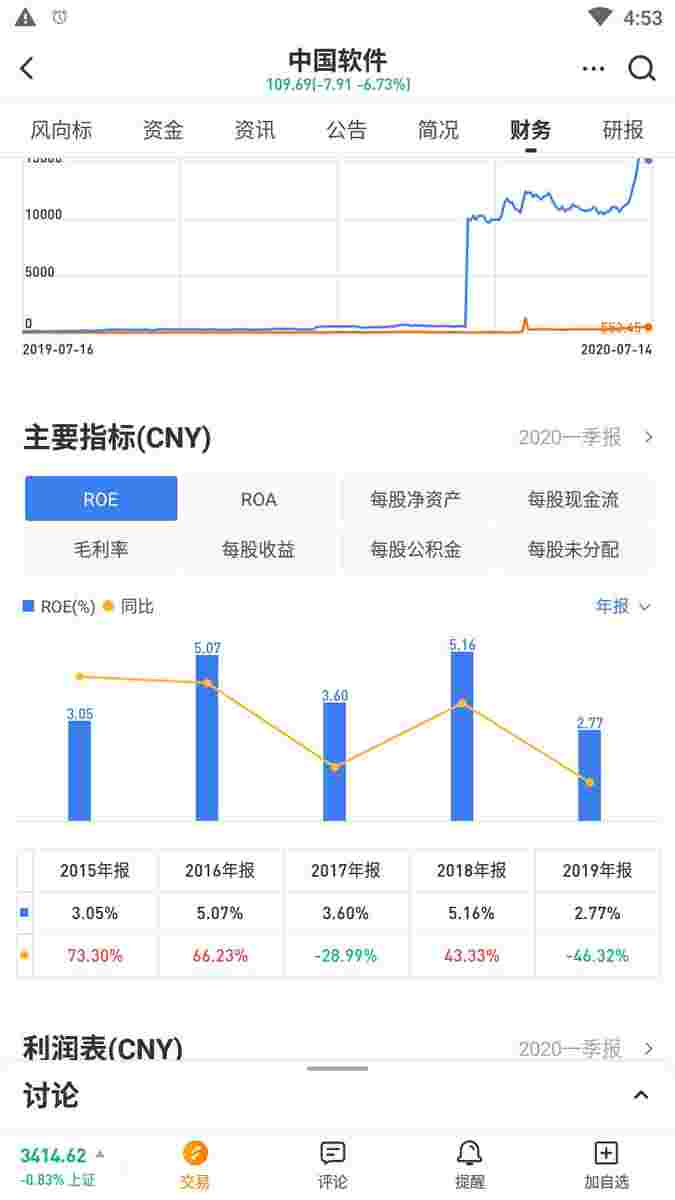 4:53
中国软件
109.69(-7.91 -6.73%)
风向标 资金 资讯 公告 简况 财务 研报
15000
10000
5000
0
552.45
2019-07-16 2020-07-14
主要指标(CNY) 2020一季报
ROE ROA 每股净资产 每股现金流
毛利率 每股收益 每股公积金 每股未分配
ROE(%) 同比 年报
3.05 5.07 3.60 5.16 2.77
2015年报 2016年报 2017年报 2018年报 2019年报
3.05% 5.07% 3.60% 5.16% 2.77%
73.30% 66.23% -28.99% 43.33% -46.32%
利润表(CNY) 2020一季报
讨论
3414.62
-0.83% 上证
交易 评论 提醒 加自选